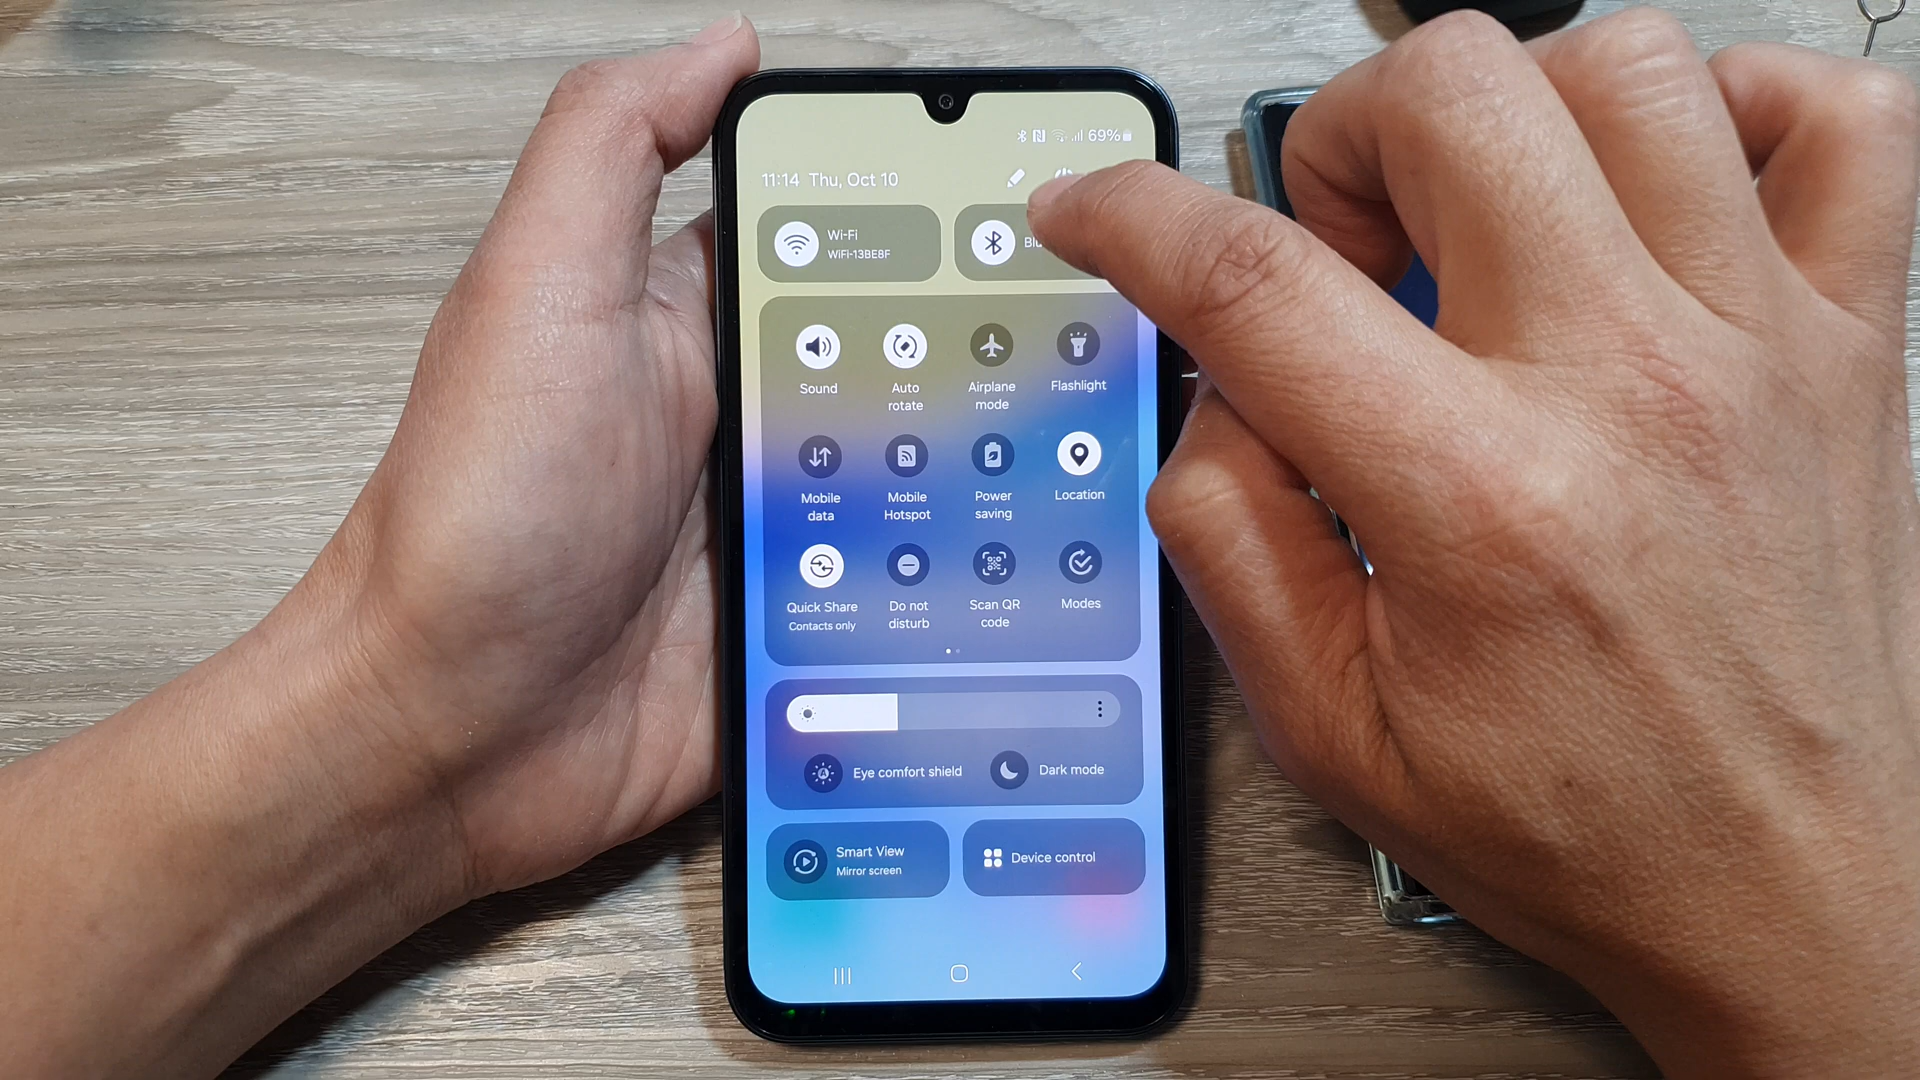 69%
11:14 Thu, Oct 10
Wi-Fi
WiFi-13BE8F
Sound
Auto
rotate
Airplane
mode
Flashlight
Mobile
data
Mobile
Hotspot
Power
saving
Location
Quick Share
Contacts only
Do not
disturb
Scan QR
code
Modes
Eye comfort shield
Dark mode
Smart View
Mirror screen
Device control